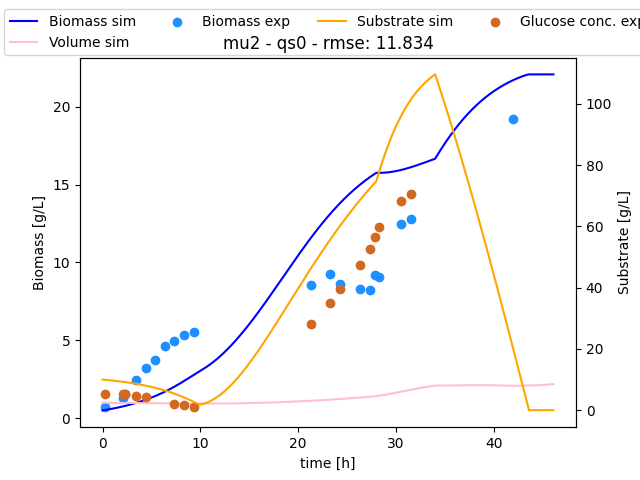 Biomass sim Biomass exp Substrate sim Glucose conc. exp
Volume sim
mu2 - qs0 - rmse: 11.834
20
15
10
5
0
Biomass [g/L]
100
80
60
40
20
0
Substrate [g/L]
0 10 20 30 40
time [h]